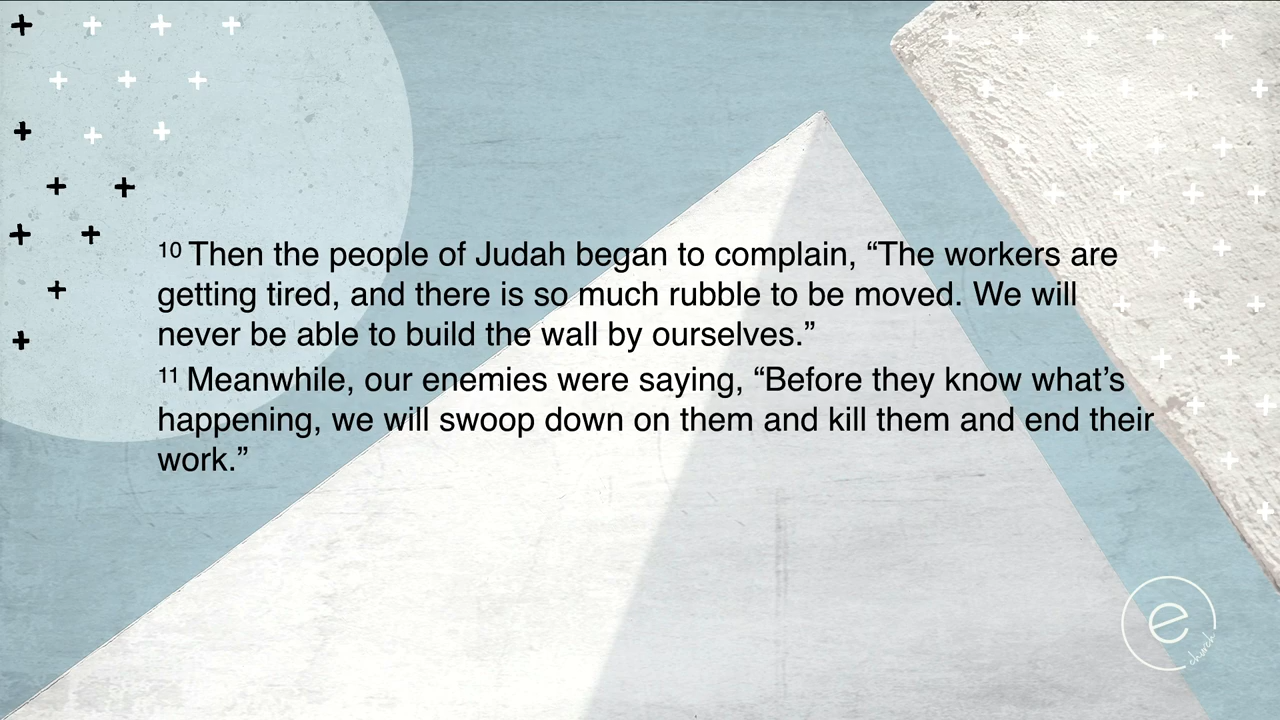 ¹⁰ Then the people of Judah began to complain, “The workers are
getting tired, and there is so much rubble to be moved. We will
never be able to build the wall by ourselves.”
¹¹ Meanwhile, our enemies were saying, “Before they know what’s
happening, we will swoop down on them and kill them and end their
work.”
e
church